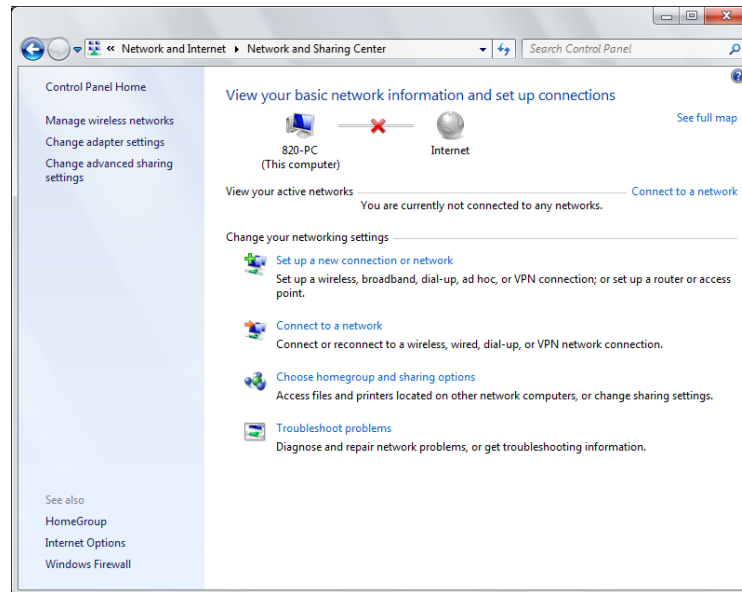 « Network and Internet ▸ Network and Sharing Center
Search Control Panel
Control Panel Home
Manage wireless networks
Change adapter settings
Change advanced sharing
settings
View your basic network information and set up connections
See full map
820-PC
(This computer)
Internet
View your active networks
Connect to a network
You are currently not connected to any networks.
Change your networking settings
Set up a new connection or network
Set up a wireless, broadband, dial-up, ad hoc, or VPN connection; or set up a router or access
point.
Connect to a network
Connect or reconnect to a wireless, wired, dial-up, or VPN network connection.
Choose homegroup and sharing options
Access files and printers located on other network computers, or change sharing settings.
Troubleshoot problems
Diagnose and repair network problems, or get troubleshooting information.
See also
HomeGroup
Internet Options
Windows Firewall